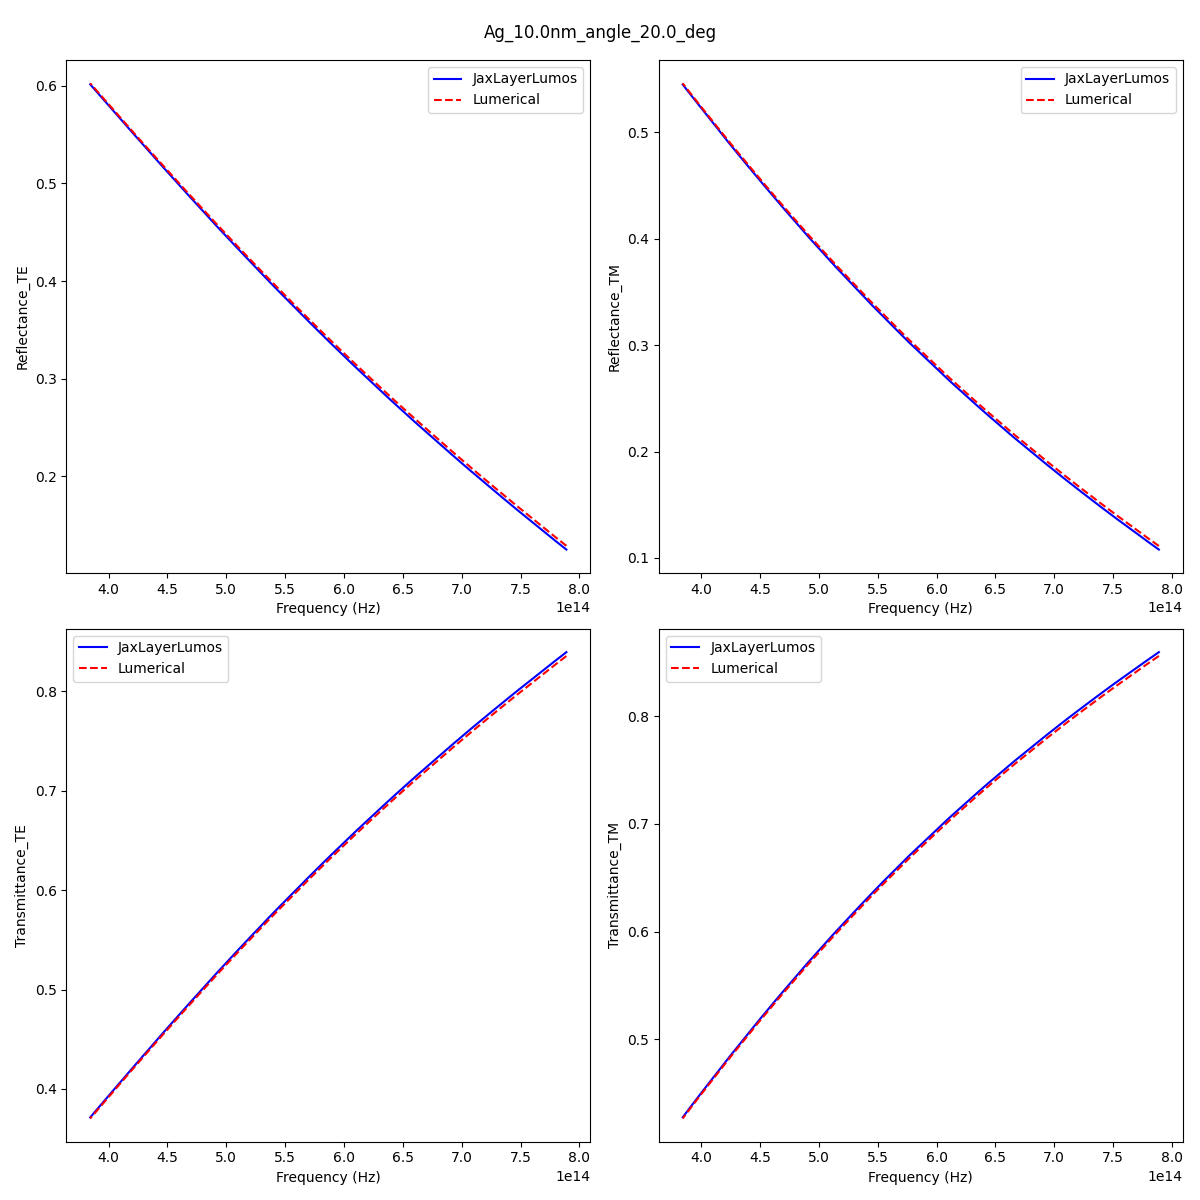 Ag_10.0nm_angle_20.0_deg
JaxLayerLumos
Lumerical
0.6
0.5
0.4
0.3
0.2
Reflectance_TE
4.0 4.5 5.0 5.5 6.0 6.5 7.0 7.5 8.0
Frequency (Hz)
1e14
JaxLayerLumos
Lumerical
0.5
0.4
0.3
0.2
0.1
Reflectance_TM
4.0 4.5 5.0 5.5 6.0 6.5 7.0 7.5 8.0
Frequency (Hz)
1e14
JaxLayerLumos
Lumerical
0.8
0.7
0.6
0.5
0.4
Transmittance_TE
4.0 4.5 5.0 5.5 6.0 6.5 7.0 7.5 8.0
Frequency (Hz)
1e14
JaxLayerLumos
Lumerical
0.8
0.7
0.6
0.5
Transmittance_TM
4.0 4.5 5.0 5.5 6.0 6.5 7.0 7.5 8.0
Frequency (Hz)
1e14